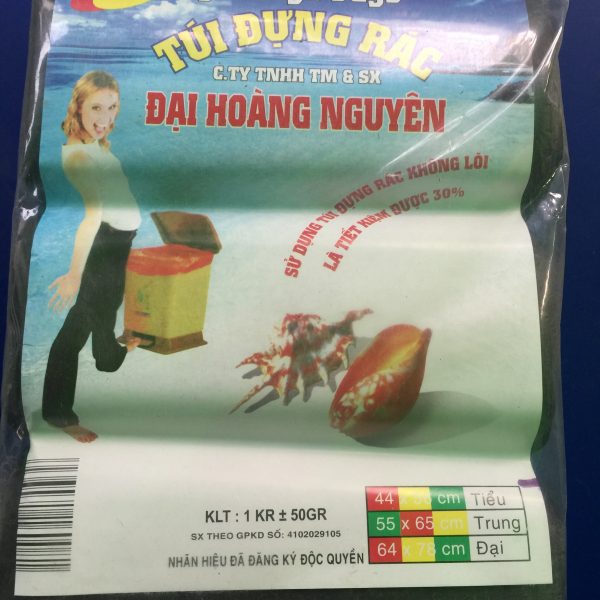 TÚI ĐỰNG RÁC
C.TY TNHH TM & SX
ĐẠI HOÀNG NGUYÊN
SỬ DỤNG TÚI ĐỰNG RÁC KHÔNG LÕI
LÀ TIẾT KIỆM ĐƯỢC 30%
44 cm Tiểu
55 x 65 cm Trung
64 x 78 cm Đại
KLT : 1 KR ± 50GR
SX THEO GPKD SỐ: 4102029105
NHÃN HIỆU ĐÃ ĐĂNG KÝ ĐỘC QUYỀN